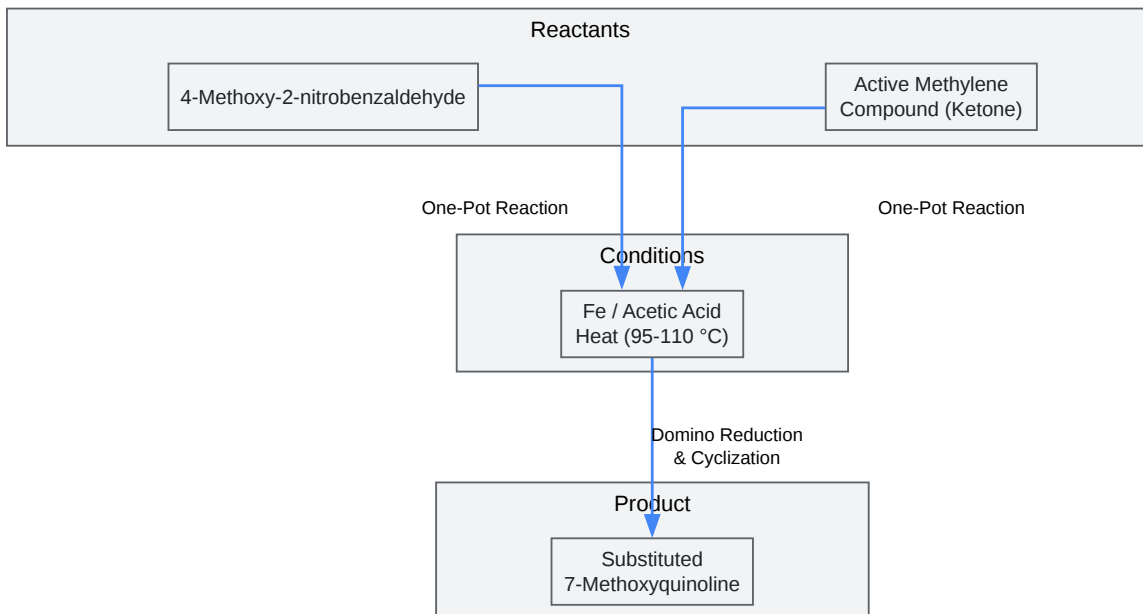 Reactants
4-Methoxy-2-nitrobenzaldehyde
Active Methylene
Compound (Ketone)
One-Pot Reaction
One-Pot Reaction
Conditions
Fe / Acetic Acid
Heat (95-110 °C)
Domino Reduction
& Cyclization
Product
Substituted
7-Methoxyquinoline